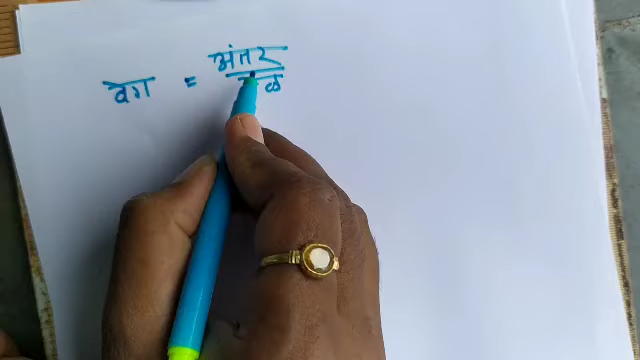 वेग = अंतर